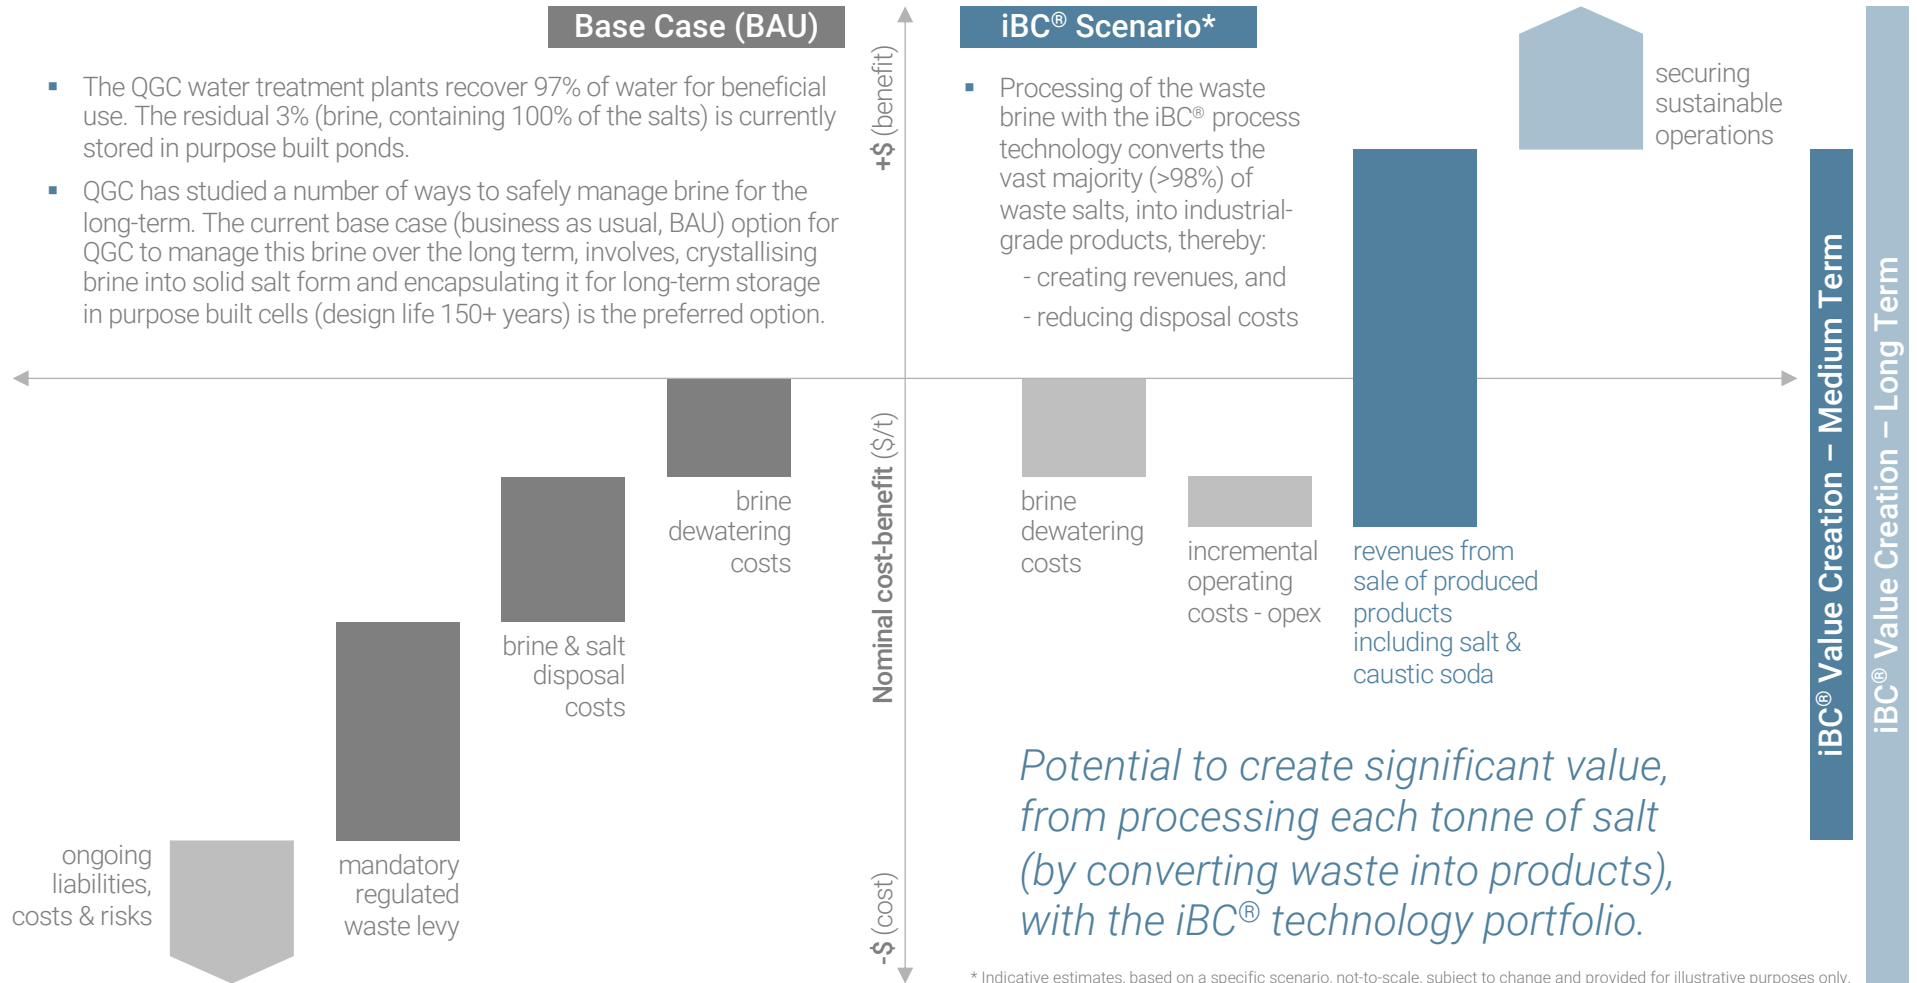 Base Case (BAU)
▪ The QGC water treatment plants recover 97% of water for beneficial
use. The residual 3% (brine, containing 100% of the salts) is currently
stored in purpose built ponds.
▪ QGC has studied a number of ways to safely manage brine for the
long-term. The current base case (business as usual, BAU) option for
QGC to manage this brine over the long term, involves, crystallising
brine into solid salt form and encapsulating it for long-term storage
in purpose built cells (design life 150+ years) is the preferred option.
+$ (benefit)
Nominal cost-benefit ($/t)
-$ (cost)
iBC® Scenario*
▪ Processing of the waste
brine with the iBC® process
technology converts the
vast majority (>98%) of
waste salts, into industrial-
grade products, thereby:
- creating revenues, and
- reducing disposal costs
securing
sustainable
operations
brine
dewatering
costs
brine & salt
disposal
costs
mandatory
regulated
waste levy
ongoing
liabilities,
costs & risks
brine
dewatering
costs
incremental
operating
costs - opex
revenues from
sale of produced
products
including salt &
caustic soda
iBC® Value Creation – Medium Term
iBC® Value Creation – Long Term
Potential to create significant value,
from processing each tonne of salt
(by converting waste into products),
with the iBC® technology portfolio.
* Indicative estimates, based on a specific scenario, not-to-scale, subject to change and provided for illustrative purposes only.